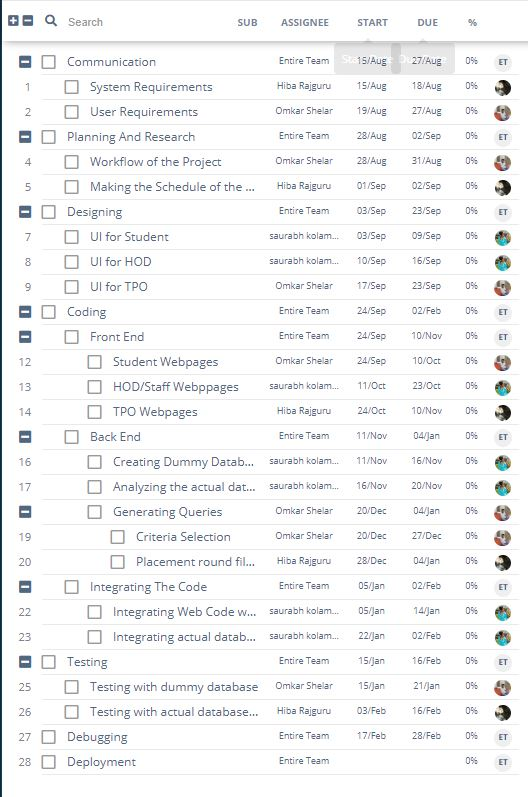 Search SUB ASSIGNEE START DUE %
Communication Entire Team 15/Aug 27/Aug 0% ET
1 System Requirements Hiba Rajguru 15/Aug 18/Aug 0%
2 User Requirements Omkar Shelar 19/Aug 27/Aug 0%
Planning And Research Entire Team 28/Aug 02/Sep 0% ET
4 Workflow of the Project Omkar Shelar 28/Aug 31/Aug 0%
5 Making the Schedule of the ... Hiba Rajguru 01/Sep 02/Sep 0%
Designing Entire Team 03/Sep 23/Sep 0% ET
7 UI for Student saurabh kolam... 03/Sep 09/Sep 0%
8 UI for HOD saurabh kolam... 10/Sep 16/Sep 0%
9 UI for TPO Omkar Shelar 17/Sep 23/Sep 0%
Coding Entire Team 24/Sep 02/Feb 0% ET
Front End Entire Team 24/Sep 10/Nov 0% ET
12 Student Webpages Omkar Shelar 24/Sep 10/Oct 0%
13 HOD/Staff Webppages saurabh kolam... 11/Oct 23/Oct 0%
14 TPO Webpages Hiba Rajguru 24/Oct 10/Nov 0%
Back End Entire Team 11/Nov 04/Jan 0% ET
16 Creating Dummy Datab... saurabh kolam... 11/Nov 16/Nov 0%
17 Analyzing the actual dat... saurabh kolam... 16/Nov 20/Nov 0%
Generating Queries Omkar Shelar 20/Dec 04/Jan 0%
19 Criteria Selection Omkar Shelar 20/Dec 27/Dec 0%
20 Placement round fil... Hiba Rajguru 28/Dec 04/Jan 0%
Integrating The Code Entire Team 05/Jan 02/Feb 0% ET
22 Integrating Web Code w... saurabh kolam... 05/Jan 14/Jan 0%
23 Integrating actual datab... saurabh kolam... 22/Jan 02/Feb 0%
Testing Entire Team 15/Jan 16/Feb 0% ET
25 Testing with dummy database Omkar Shelar 15/Jan 21/Jan 0%
26 Testing with actual database... Hiba Rajguru 03/Feb 16/Feb 0%
27 Debugging Entire Team 17/Feb 28/Feb 0% ET
28 Deployment Entire Team 0% ET